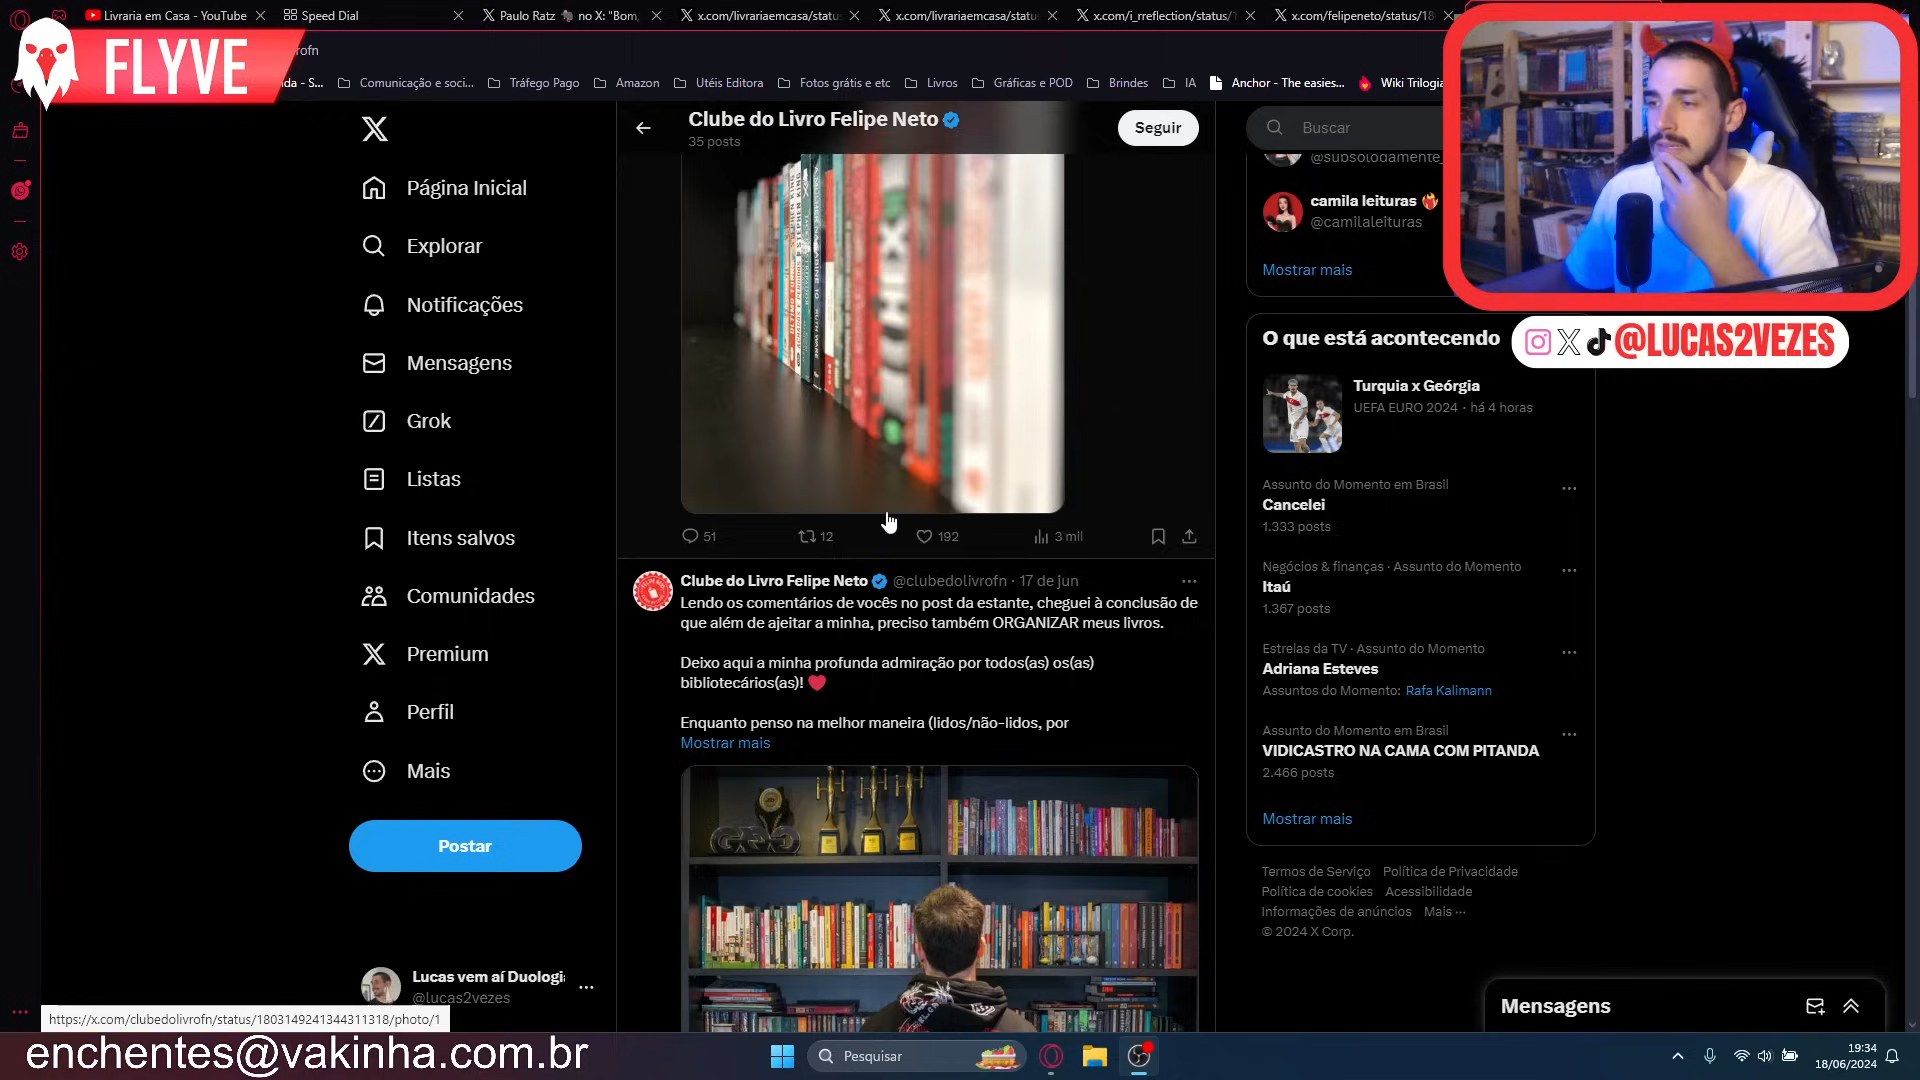 Livraria em Casa - YouTube
Speed Dial
Paulo Ratz
no X: "Bom,
x.com/livrariaemcasa/status
x.com/livrariaemcasa/statu
x.com/i_rreflection/status/1
x.com/felipeneto/status/18
FLYVE
rofn
nda - S...
Comunicação e soci...
Tráfego Pago
Amazon
Utéis Editora
Fotos grátis e etc
Livros
Gráficas e POD
Brindes
IA
Anchor - The easies...
Wiki Trilogia
Página Inicial
Explorar
Notificações
Mensagens
Grok
Listas
Itens salvos
Comunidades
Premium
Perfil
Mais
Postar
Lucas vem aí Duologi
@lucas2vezes
Clube do Livro Felipe Neto
35 posts
Seguir
51
12
192
3 mil
Clube do Livro Felipe Neto @clubedolivrofn · 17 de jun
Lendo os comentários de vocês no post da estante, cheguei à conclusão de
que além de ajeitar a minha, preciso também ORGANIZAR meus livros.
Deixo aqui a minha profunda admiração por todos(as) os(as)
bibliotecários(as)! ❤️
Enquanto penso na melhor maneira (lidos/não-lidos, por
Mostrar mais
Buscar
@subsolodamente_
camila leituras
@camilaleituras
Mostrar mais
@LUCAS2VEZES
O que está acontecendo
Turquia x Geórgia
UEFA EURO 2024 · há 4 horas
Assunto do Momento em Brasil
Cancelei
1.333 posts
Negócios & finanças · Assunto do Momento
Itaú
1.367 posts
Estrelas da TV · Assunto do Momento
Adriana Esteves
Assuntos do Momento: Rafa Kalimann
Assunto do Momento em Brasil
VIDICASTRO NA CAMA COM PITANDA
2.466 posts
Mostrar mais
Termos de Serviço Política de Privacidade
Política de cookies Acessibilidade
Informações de anúncios Mais ···
© 2024 X Corp.
Mensagens
https://x.com/clubedolivrofn/status/1803149241344311318/photo/1
enchentes@vakinha.com.br
Pesquisar
19:34
18/06/2024